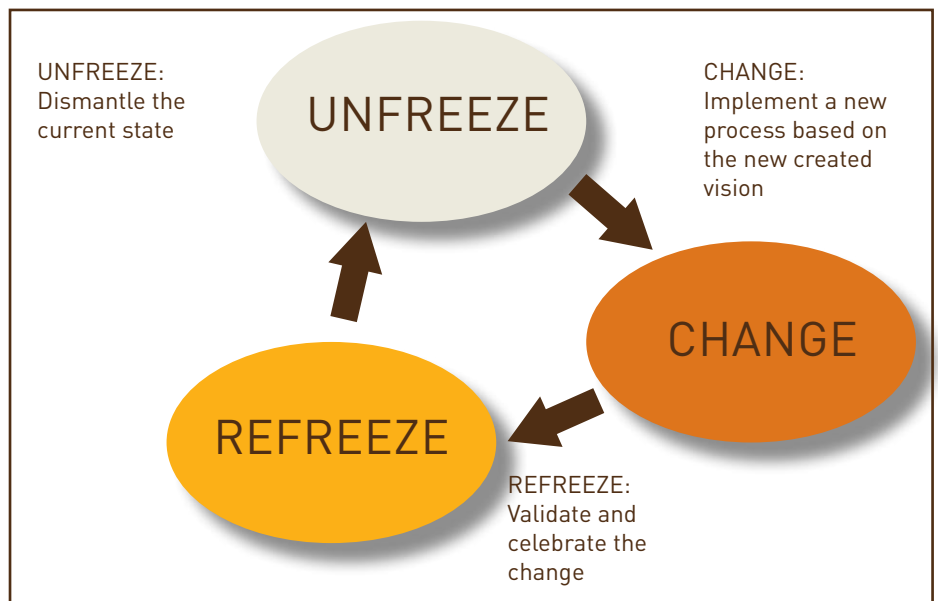 UNFREEZE:
Dismantle the
current state
UNFREEZE
CHANGE:
Implement a new
process based on
the new created
vision
CHANGE
REFREEZE
REFREEZE:
Validate and
celebrate the
change